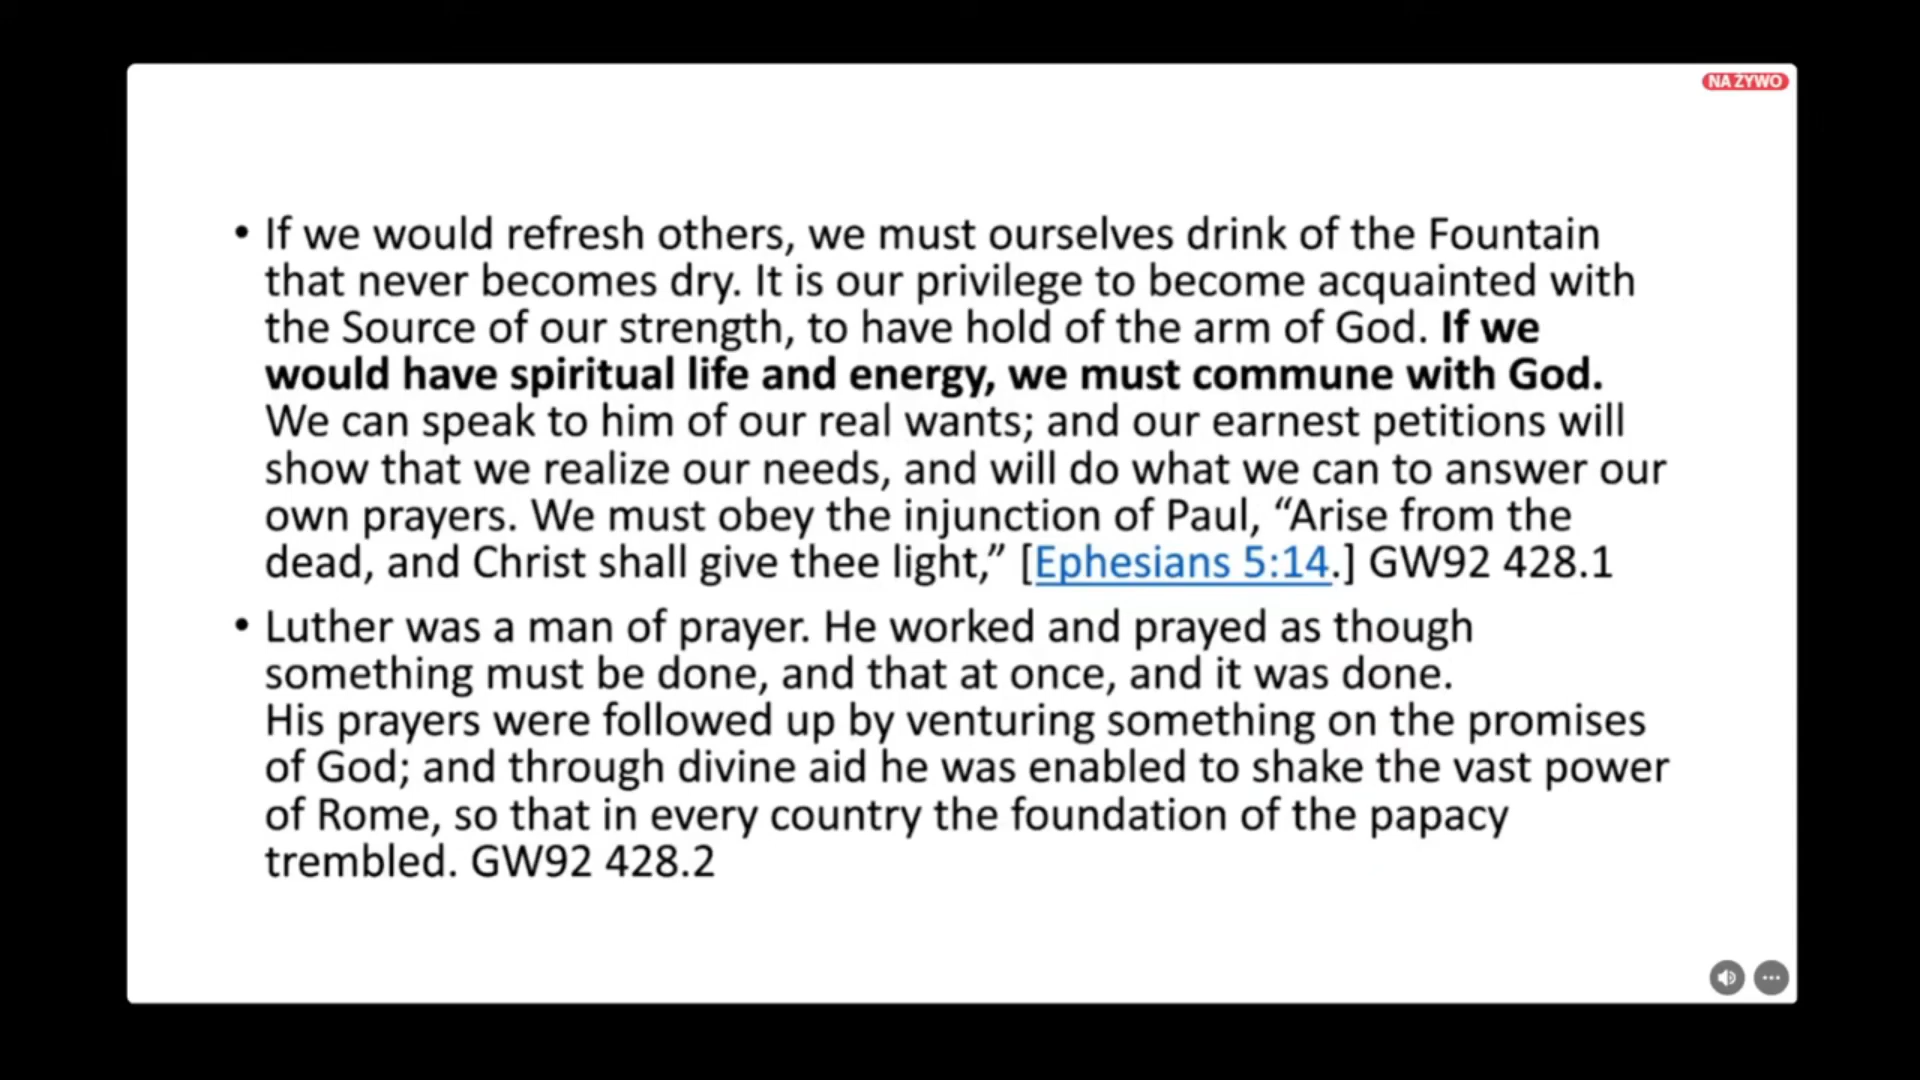 NA ŻYWO
• If we would refresh others, we must ourselves drink of the Fountain
that never becomes dry. It is our privilege to become acquainted with
the Source of our strength, to have hold of the arm of God. If we
would have spiritual life and energy, we must commune with God.
We can speak to him of our real wants; and our earnest petitions will
show that we realize our needs, and will do what we can to answer our
own prayers. We must obey the injunction of Paul, “Arise from the
dead, and Christ shall give thee light,” [Ephesians 5:14.] GW92 428.1
• Luther was a man of prayer. He worked and prayed as though
something must be done, and that at once, and it was done.
His prayers were followed up by venturing something on the promises
of God; and through divine aid he was enabled to shake the vast power
of Rome, so that in every country the foundation of the papacy
trembled. GW92 428.2